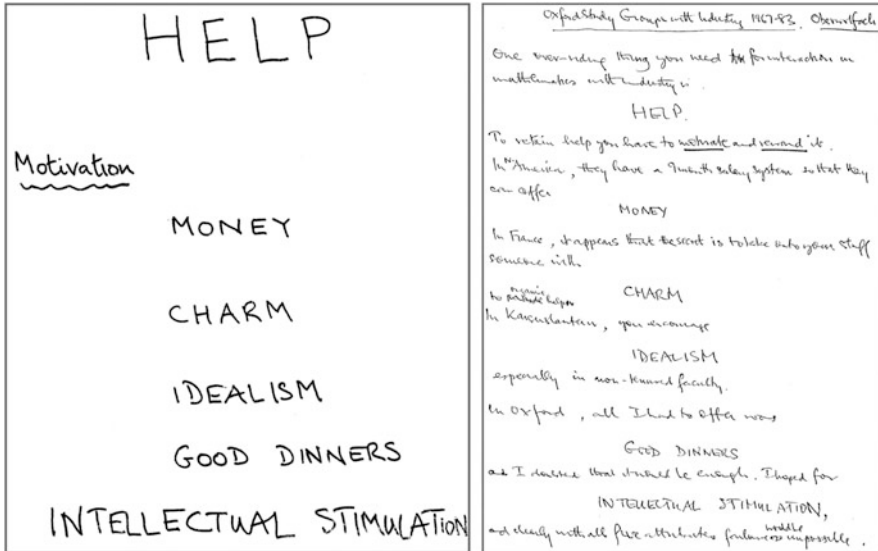 HELP
Motivation
MONEY
CHARM
IDEALISM
GOOD DINNERS
INTELLECTUAL STIMULATION
Oxford Study Groups with Industry 1967-83. Oberwolfach
One over-riding thing you need for interaction in
mathematics with industry is
HELP.
To retain help you have to motivate and reward it.
In N. America, they have a 9 month salary system so that they
can offer
MONEY
In France, it appears that the secret is to take onto your staff
someone with
CHARM
to organise helpers
In Kaiserslautern, you encourage
IDEALISM
especially in non-tenured faculty.
In Oxford, all I had to offer was
GOOD DINNERS
and I doubted that it would be enough. I hoped for
INTELLECTUAL STIMULATION,
and clearly with all five attributes failure would be impossible.